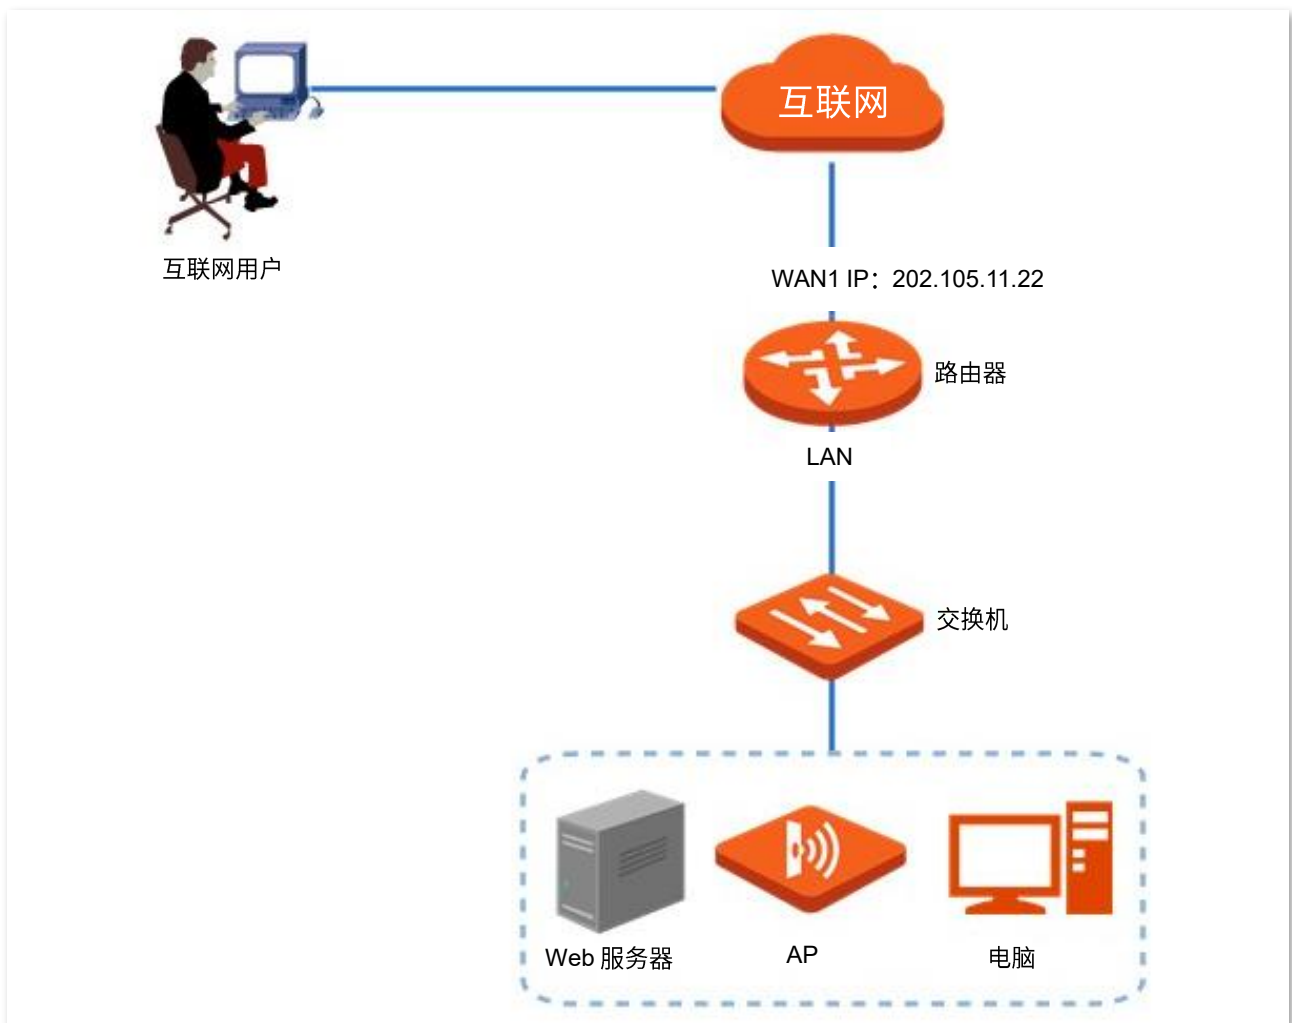 互联网
互联网用户
WAN1 IP：202.105.11.22
路由器
LAN
交换机
Web 服务器
AP
电脑